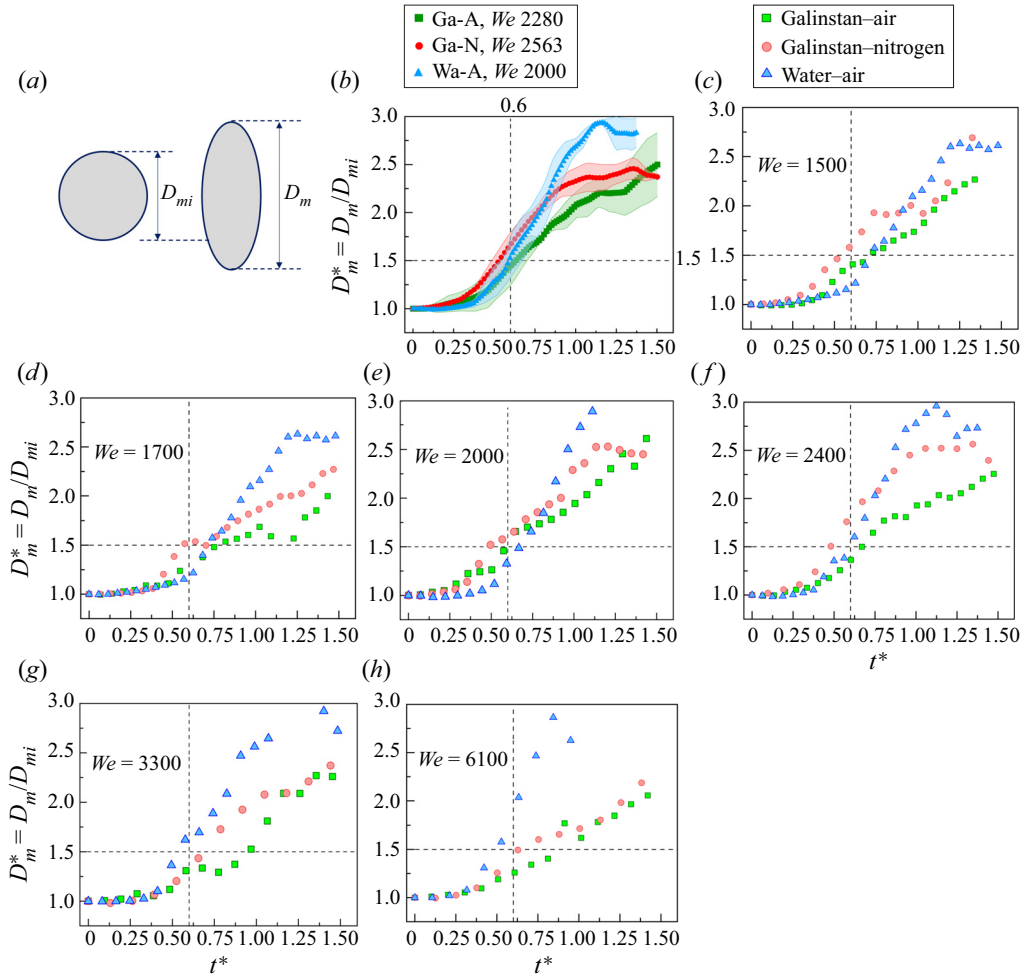 Ga-A, We 2280
Ga-N, We 2563
Wa-A, We 2000
Galinstan–air
Galinstan–nitrogen
Water–air
(a)
D_mi
D_m
(b)
0.6
D*_m = D_m/D_mi
3.0
2.5
2.0
1.5
1.0
0 0.25 0.50 0.75 1.00 1.25 1.50
(c)
We = 1500
3.0
2.5
2.0
1.5
1.0
0 0.25 0.50 0.75 1.00 1.25 1.50
(d)
We = 1700
D*_m = D_m/D_mi
3.0
2.5
2.0
1.5
1.0
0 0.25 0.50 0.75 1.00 1.25 1.50
(e)
We = 2000
3.0
2.5
2.0
1.5
1.0
0 0.25 0.50 0.75 1.00 1.25 1.50
(f)
We = 2400
3.0
2.5
2.0
1.5
1.0
0 0.25 0.50 0.75 1.00 1.25 1.50
t*
(g)
We = 3300
D*_m = D_m/D_mi
3.0
2.5
2.0
1.5
1.0
0 0.25 0.50 0.75 1.00 1.25 1.50
t*
(h)
We = 6100
3.0
2.5
2.0
1.5
1.0
0 0.25 0.50 0.75 1.00 1.25 1.50
t*